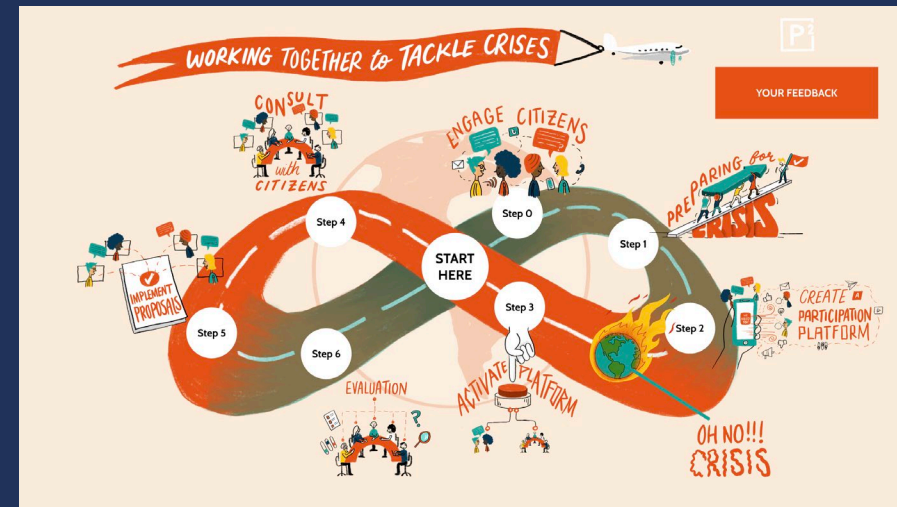 WORKING TOGETHER to TACKLE CRISES
P²
YOUR FEEDBACK
CONSULT
with
CITIZENS
ENGAGE CITIZENS
PREPARING for
CRISIS
Step 4
Step 0
Step 1
START
HERE
IMPLEMENT
PROPOSALS
Step 3
CREATE A
PARTICIPATION
PLATFORM
Step 5
Step 2
Step 6
EVALUATION
ACTIVATE PLATFORM
OH NO!!!
CRISIS